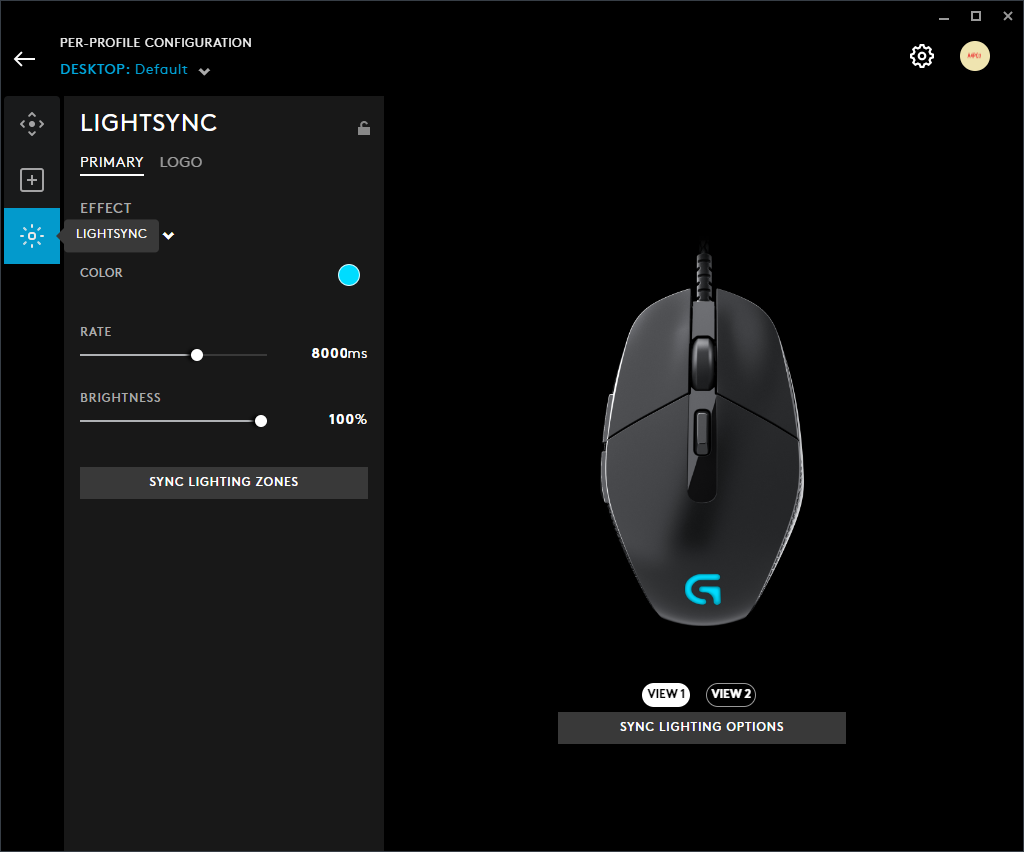 PER-PROFILE CONFIGURATION
DESKTOP: Default
LIGHTSYNC
PRIMARY LOGO
EFFECT
LIGHTSYNC
COLOR
RATE
8000ms
BRIGHTNESS
100%
SYNC LIGHTING ZONES
VIEW 1 VIEW 2
SYNC LIGHTING OPTIONS